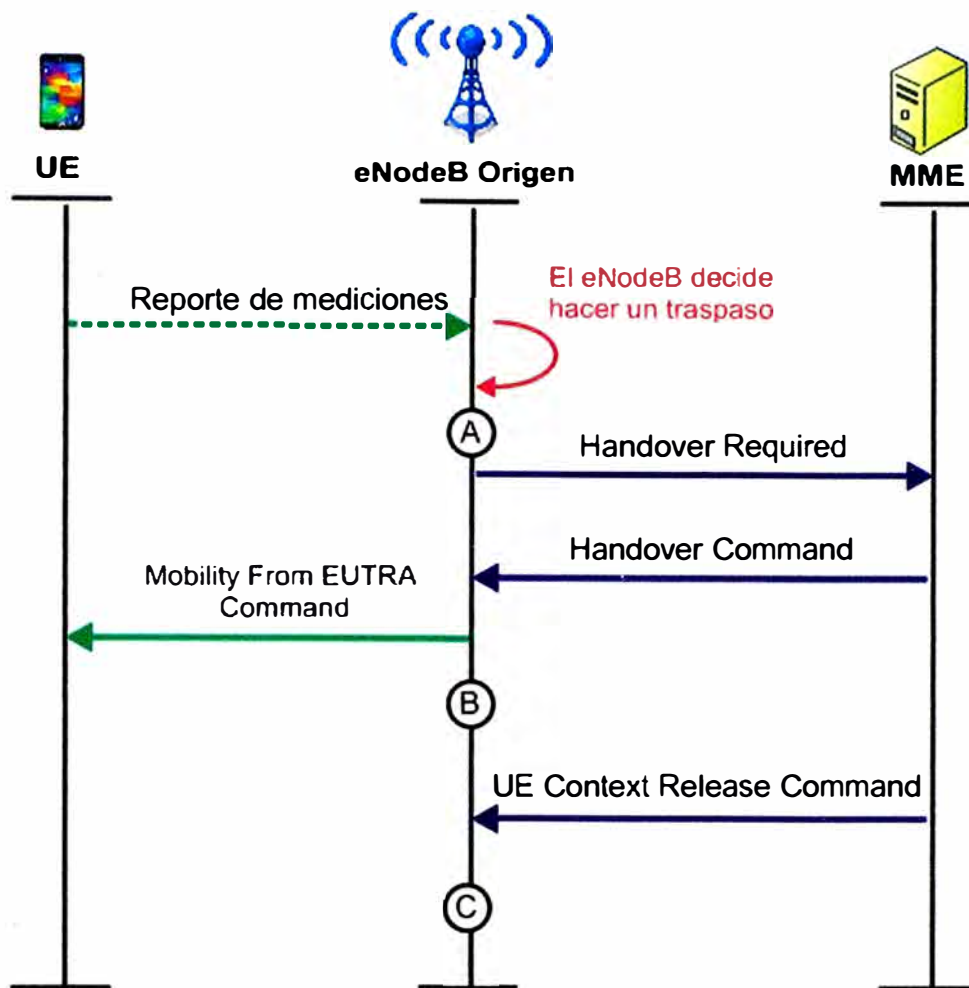 UE
eNodeB Origen
MME
El eNodeB decide
hacer un traspaso
Reporte de mediciones
A
Handover Required
Handover Command
Mobility From EUTRA
Command
B
UE Context Release Command
C